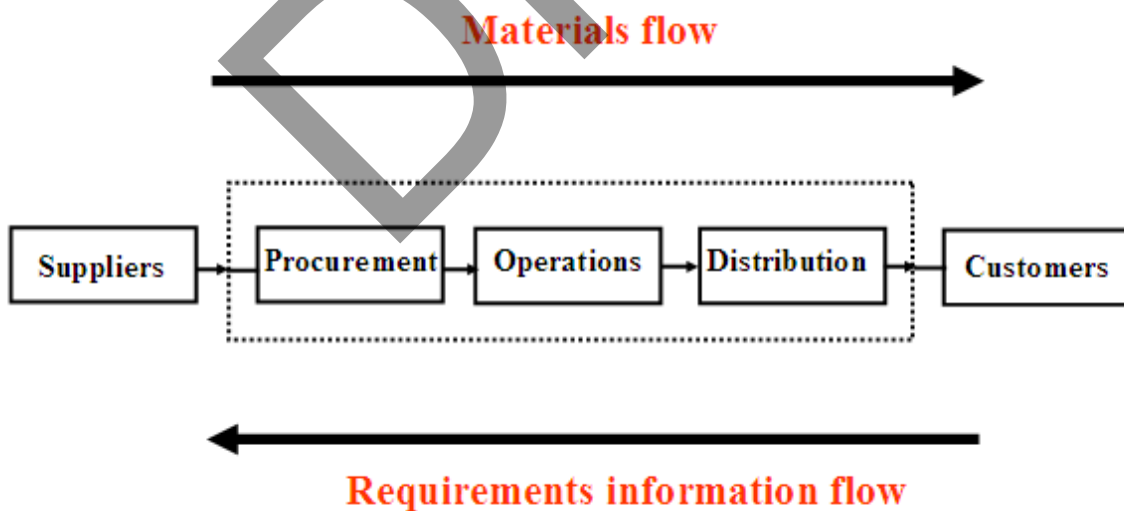 Materials flow
Suppliers
Procurement
Operations
Distribution
Customers
Requirements information flow